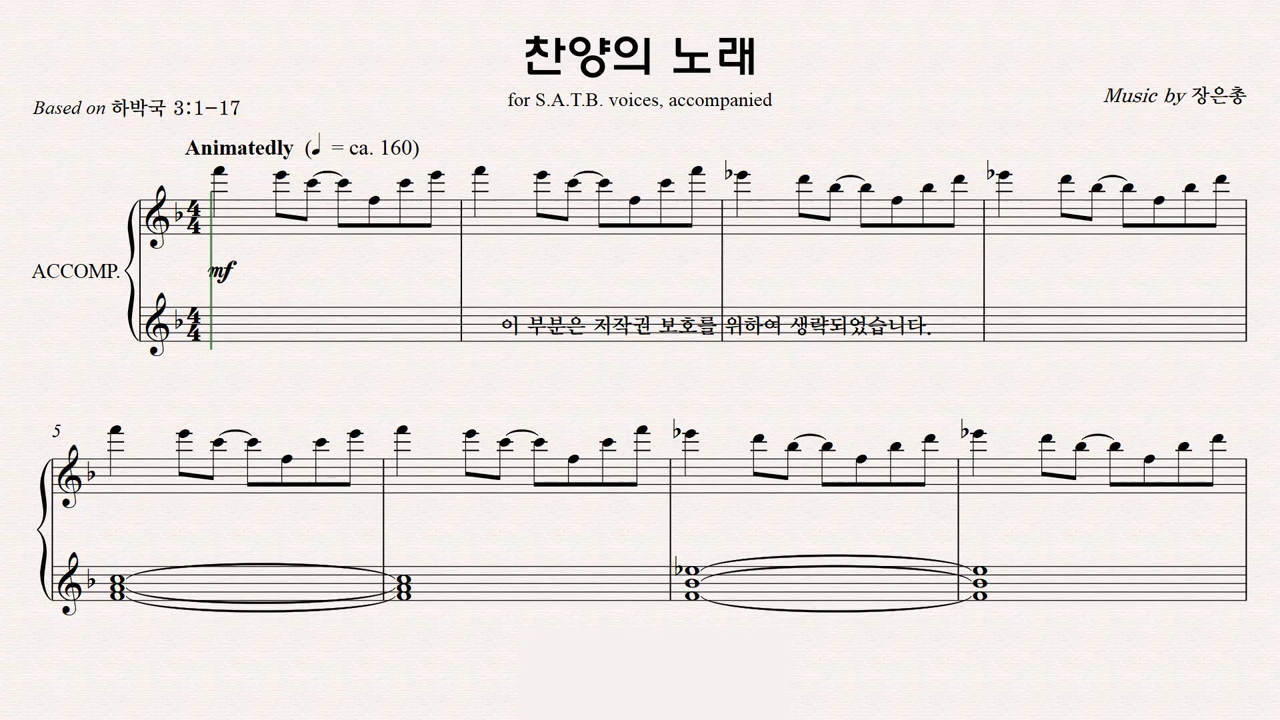 찬양의 노래
for S.A.T.B. voices, accompanied
Based on 하박국 3:1-17
Music by 장은총
Animatedly (♩ = ca. 160)
ACCOMP.
mf
이 부분은 저작권 보호를 위하여 생략되었습니다.
5